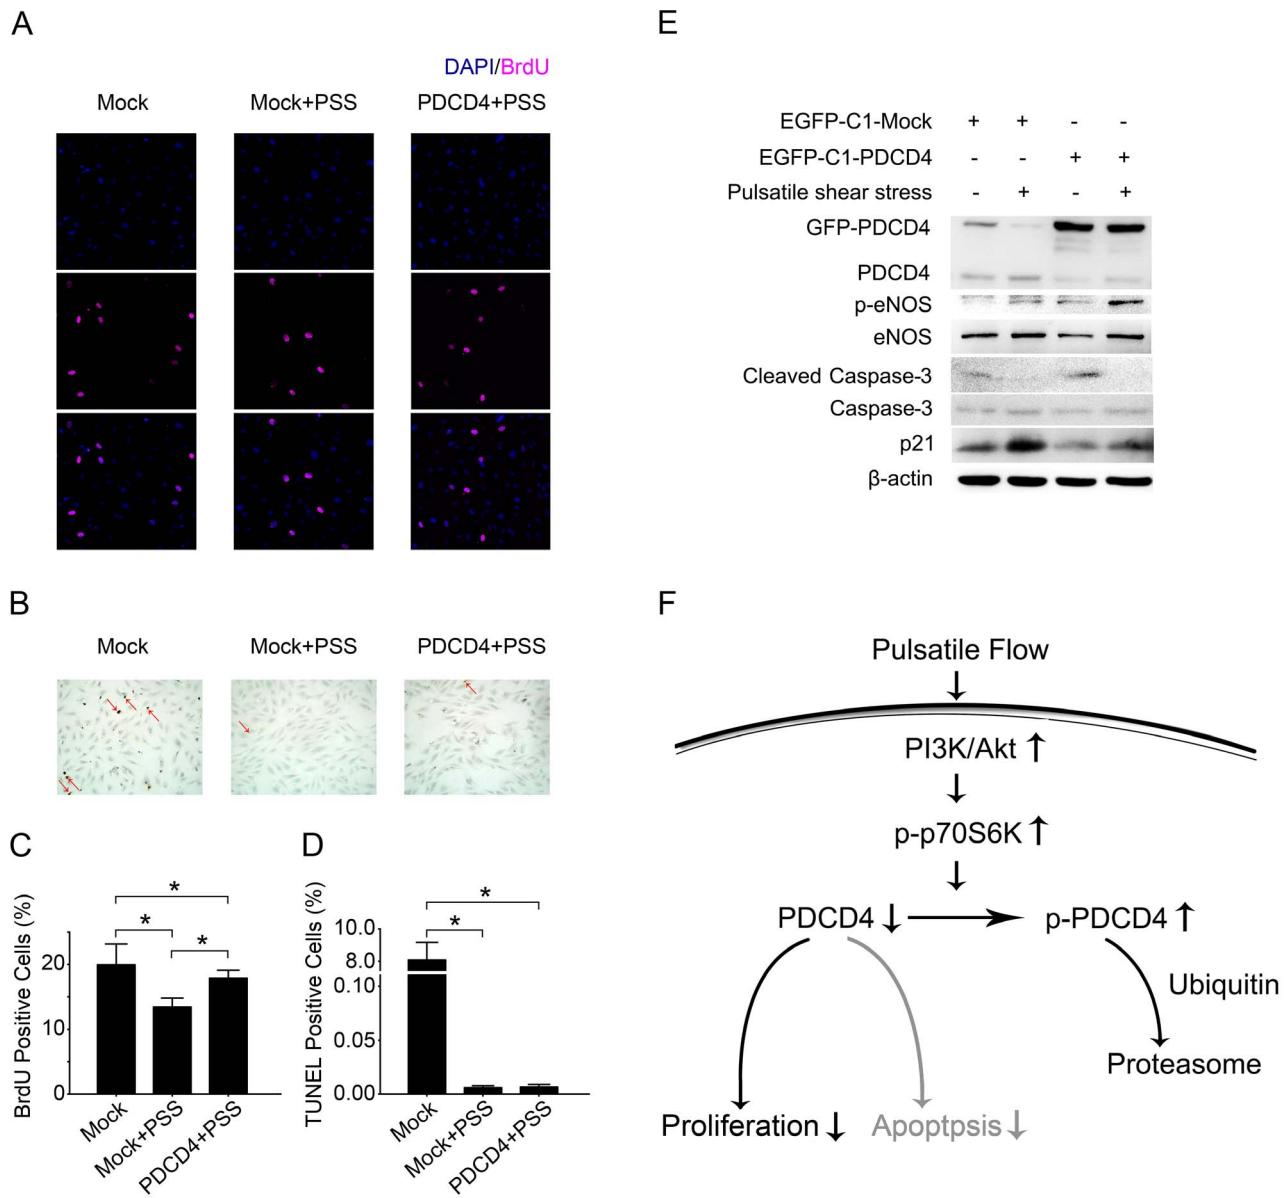 A
DAPI/BrdU
Mock Mock+PSS PDCD4+PSS
B
Mock Mock+PSS PDCD4+PSS
C
BrdU Positive Cells (%)
20
10
0
* * *
Mock
Mock+PSS
PDCD4+PSS
D
TUNEL Positive Cells (%)
10.0
8.0
0.10
0.05
0.00
* *
Mock
Mock+PSS
PDCD4+PSS
E
EGFP-C1-Mock + + - -
EGFP-C1-PDCD4 - - + +
Pulsatile shear stress - + - +
GFP-PDCD4
PDCD4
p-eNOS
eNOS
Cleaved Caspase-3
Caspase-3
p21
β-actin
F
Pulsatile Flow
PI3K/Akt ↑
p-p70S6K ↑
PDCD4 ↓ p-PDCD4 ↑
Ubiquitin
Proteasome
Proliferation ↓ Apoptpsis ↓